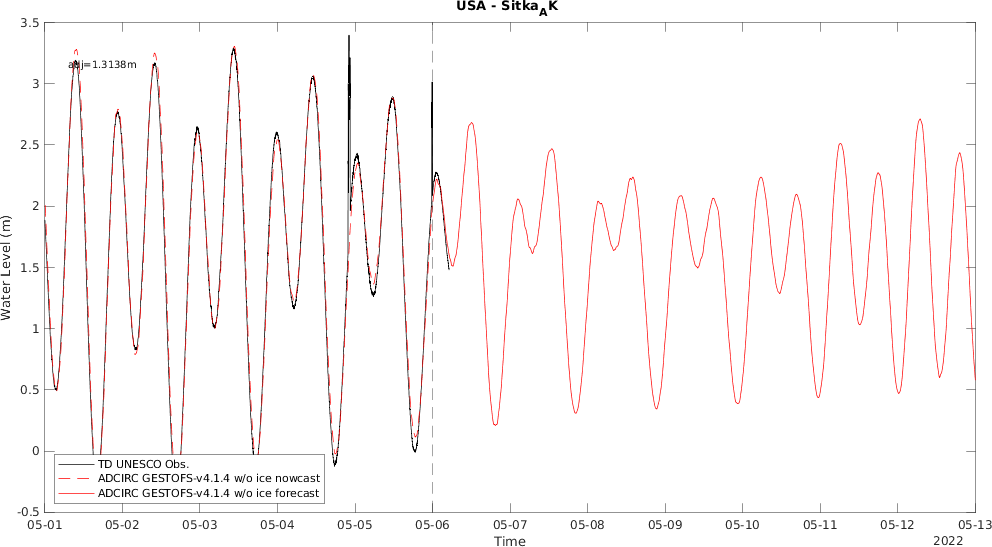 USA - Sitka_AK
adj=1.3138m
3.5
3
2.5
2
1.5
1
0.5
0
-0.5
Water Level (m)
TD UNESCO Obs.
ADCIRC GESTOFS-v4.1.4 w/o ice nowcast
ADCIRC GESTOFS-v4.1.4 w/o ice forecast
05-01 05-02 05-03 05-04 05-05 05-06 05-07 05-08 05-09 05-10 05-11 05-12 05-13
Time
2022